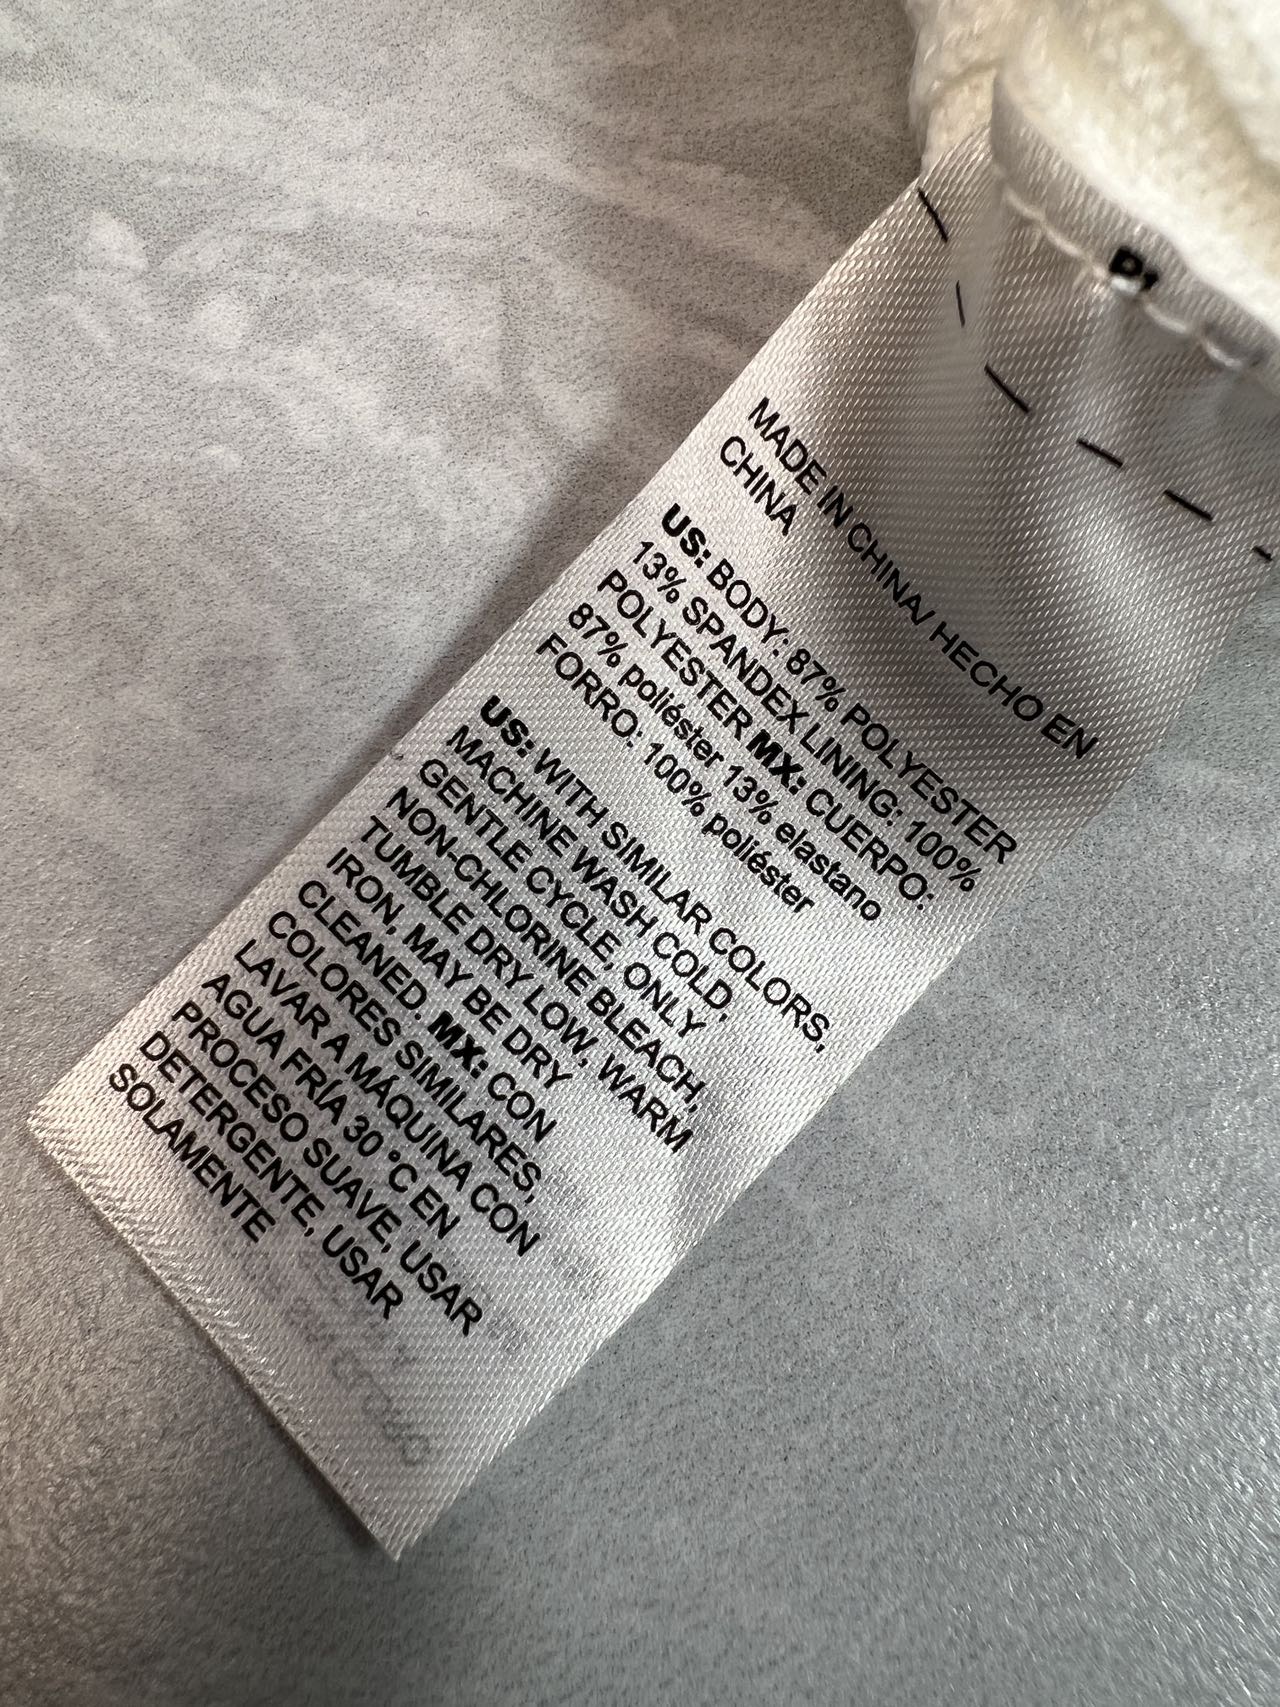 MADE IN CHINA/ HECHO EN
CHINA
US: BODY: 87% POLYESTER
13% SPANDEX LINING: 100%
POLYESTER MX: CUERPO:
87% poliéster 13% elastano
FORRO: 100% poliéster
US: WITH SIMILAR COLORS,
MACHINE WASH COLD,
GENTLE CYCLE, ONLY
NON-CHLORINE BLEACH,
TUMBLE DRY LOW, WARM
IRON, MAY BE DRY
CLEANED. MX: CON
COLORES SIMILARES,
LAVAR A MÁQUINA CON
AGUA FRÍA 30 °C EN
PROCESO SUAVE, USAR
DETERGENTE, USAR
SOLAMENTE